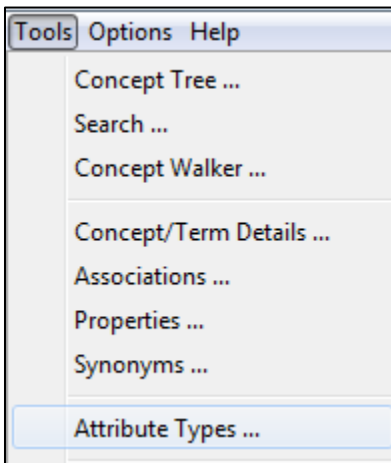 Tools Options Help
Concept Tree ...
Search ...
Concept Walker ...
Concept/Term Details ...
Associations ...
Properties ...
Synonyms ...
Attribute Types ...